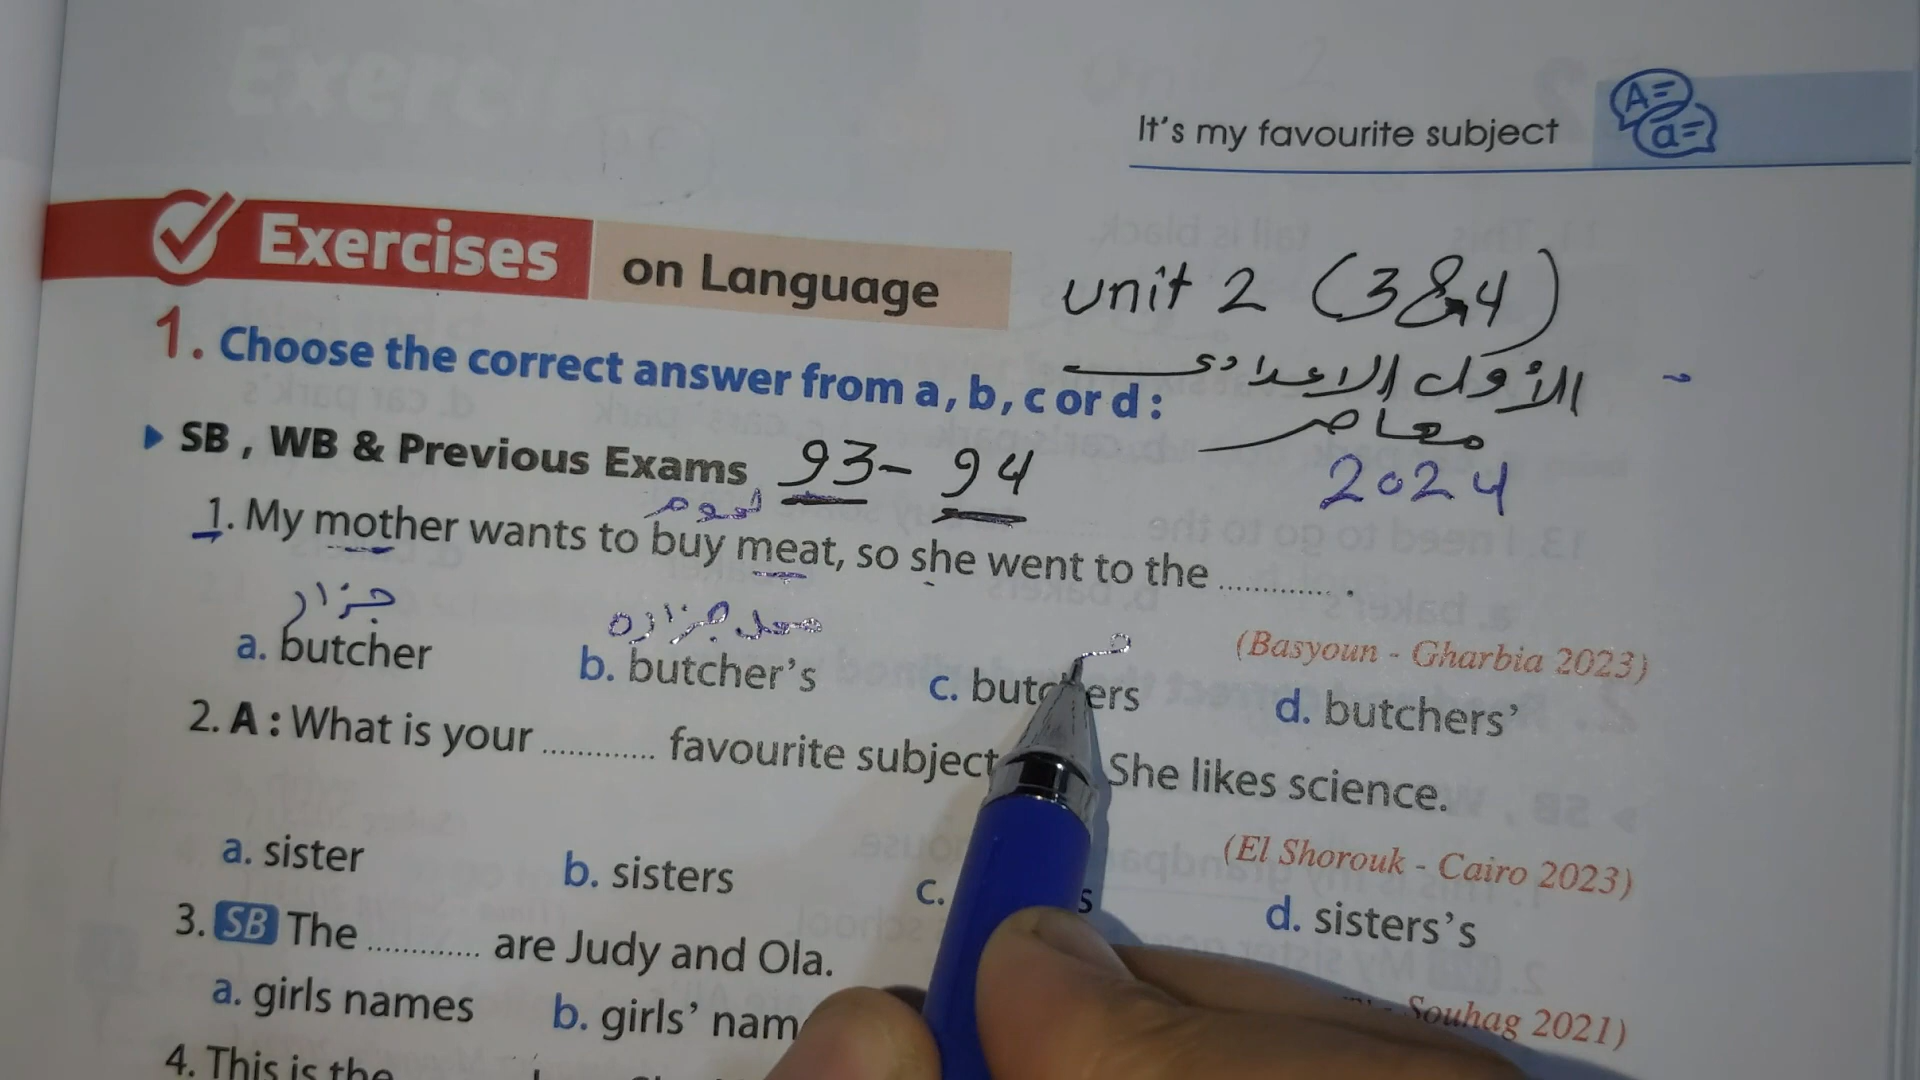 It's my favourite subject
Exercises on Language
unit 2 (3&4)
الأول الاعدادى
معاصر
2024
1. Choose the correct answer from a, b, c or d :
SB , WB & Previous Exams 93 - 94
لحوم
1. My mother wants to buy meat, so she went to the ............. .
(Basyoun - Gharbia 2023)
جزار
محل جزاره
a. butcher b. butcher's c. butchers d. butchers'
2. A : What is your ............ favourite subject She likes science.
(El Shorouk - Cairo 2023)
a. sister b. sisters c. d. sisters's
3. SB The ............ are Judy and Ola.
Souhag 2021)
a. girls names b. girls'
4. This is the